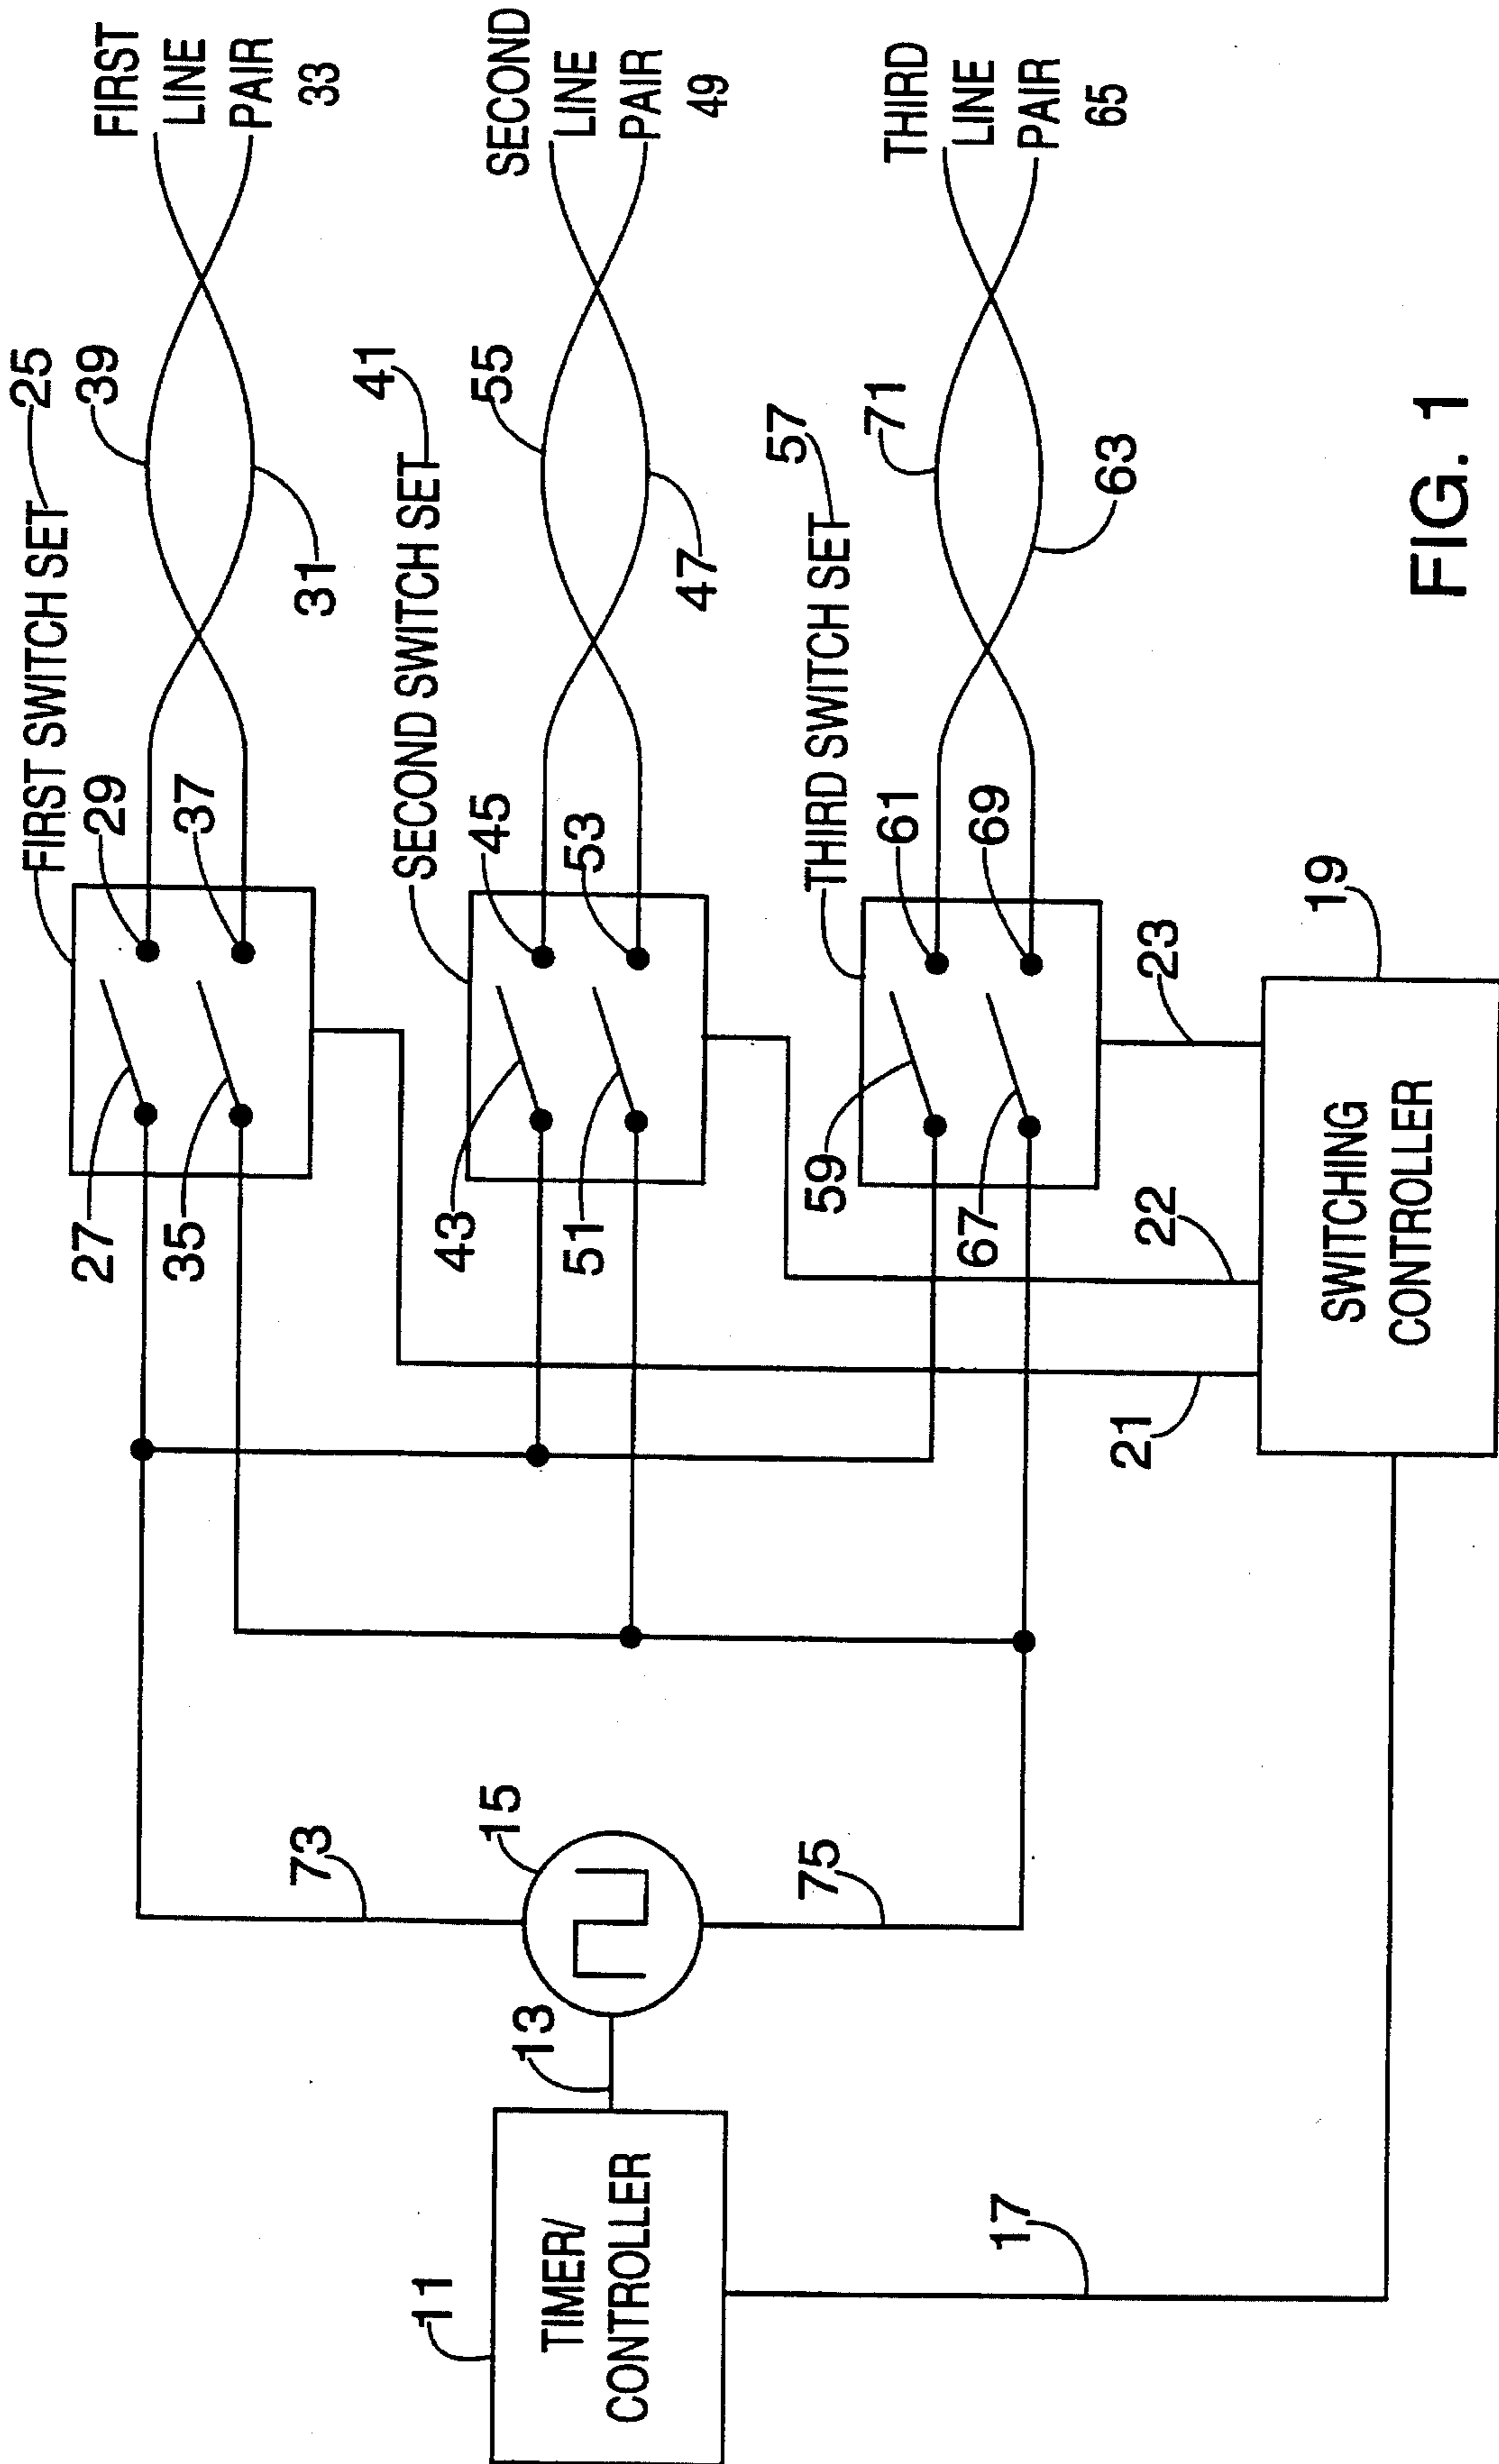 FIRST
LINE
PAIR
33
SECOND
LINE
PAIR
49
THIRD
LINE
PAIR
65
FIRST SWITCH SET
25
39
31
29
37
27
35
SECOND SWITCH SET
41
55
47
45
53
43
51
THIRD SWITCH SET
57
71
63
61
69
59
67
23
22
21
19
SWITCHING
CONTROLLER
73
15
75
13
11
TIMER/
CONTROLLER
17
FIG. 1